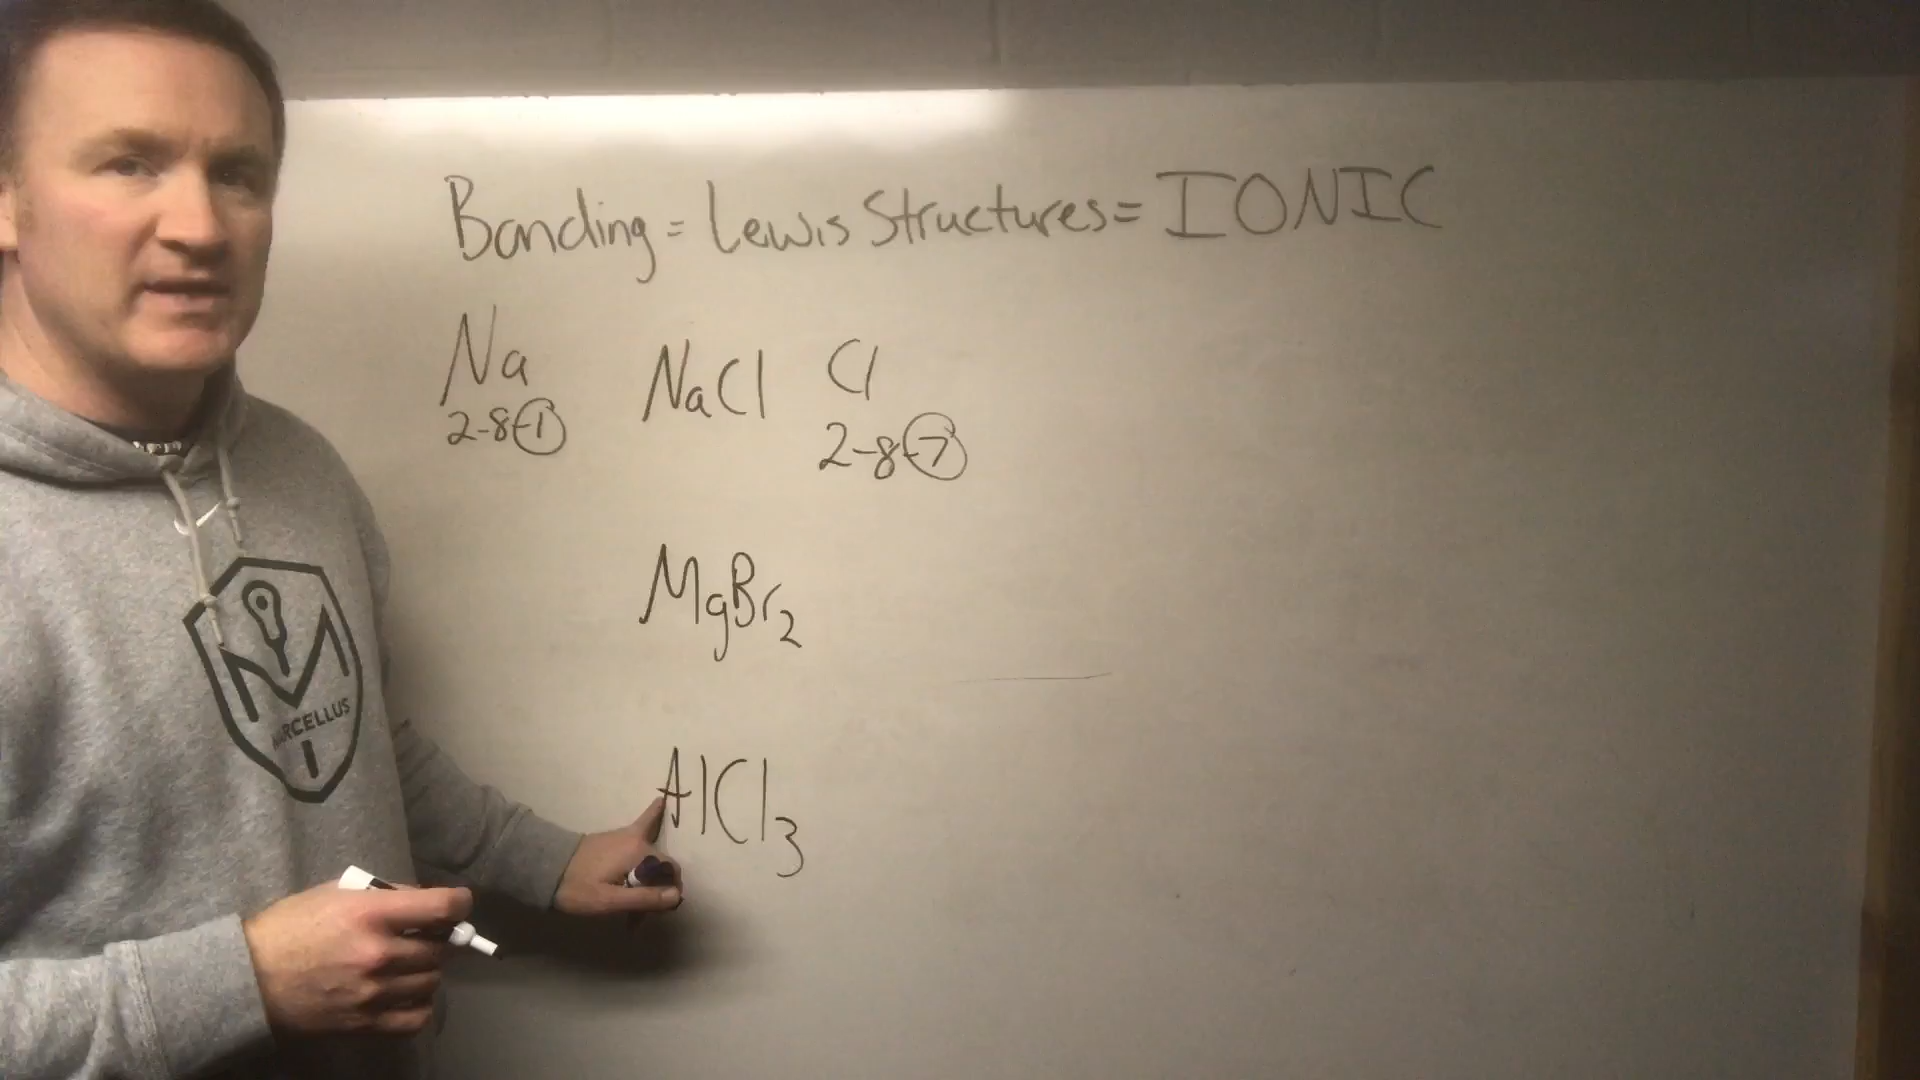 Bonding = Lewis Structures = IONIC
Na NaCl Cl
2-8-1 2-8-7
MgBr2
AlCl3
M
MARCELLUS